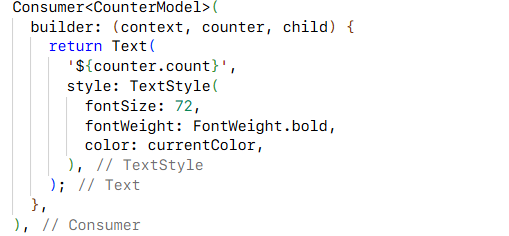 Consumer<CounterModel>(
  builder: (context, counter, child) {
    return Text(
      '${counter.count}',
      style: TextStyle(
        fontSize: 72,
        fontWeight: FontWeight.bold,
        color: currentColor,
      ), // TextStyle
    ); // Text
  },
), // Consumer